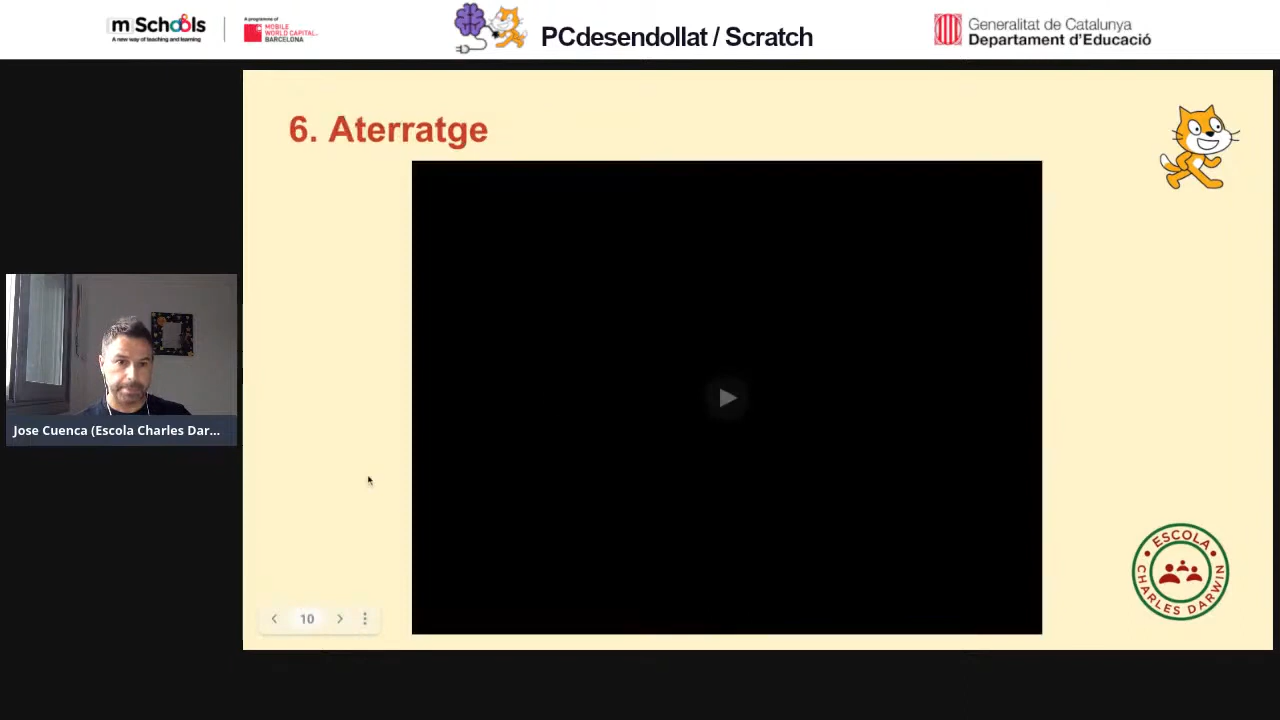 mSchools
A new way of teaching and learning
A programme of
MOBILE
WORLD CAPITAL
BARCELONA
PCdesendollat / Scratch
Generalitat de Catalunya
Departament d'Educació
6. Aterratge
Jose Cuenca (Escola Charles Dar...
10
ESCOLA
CHARLES DARWIN